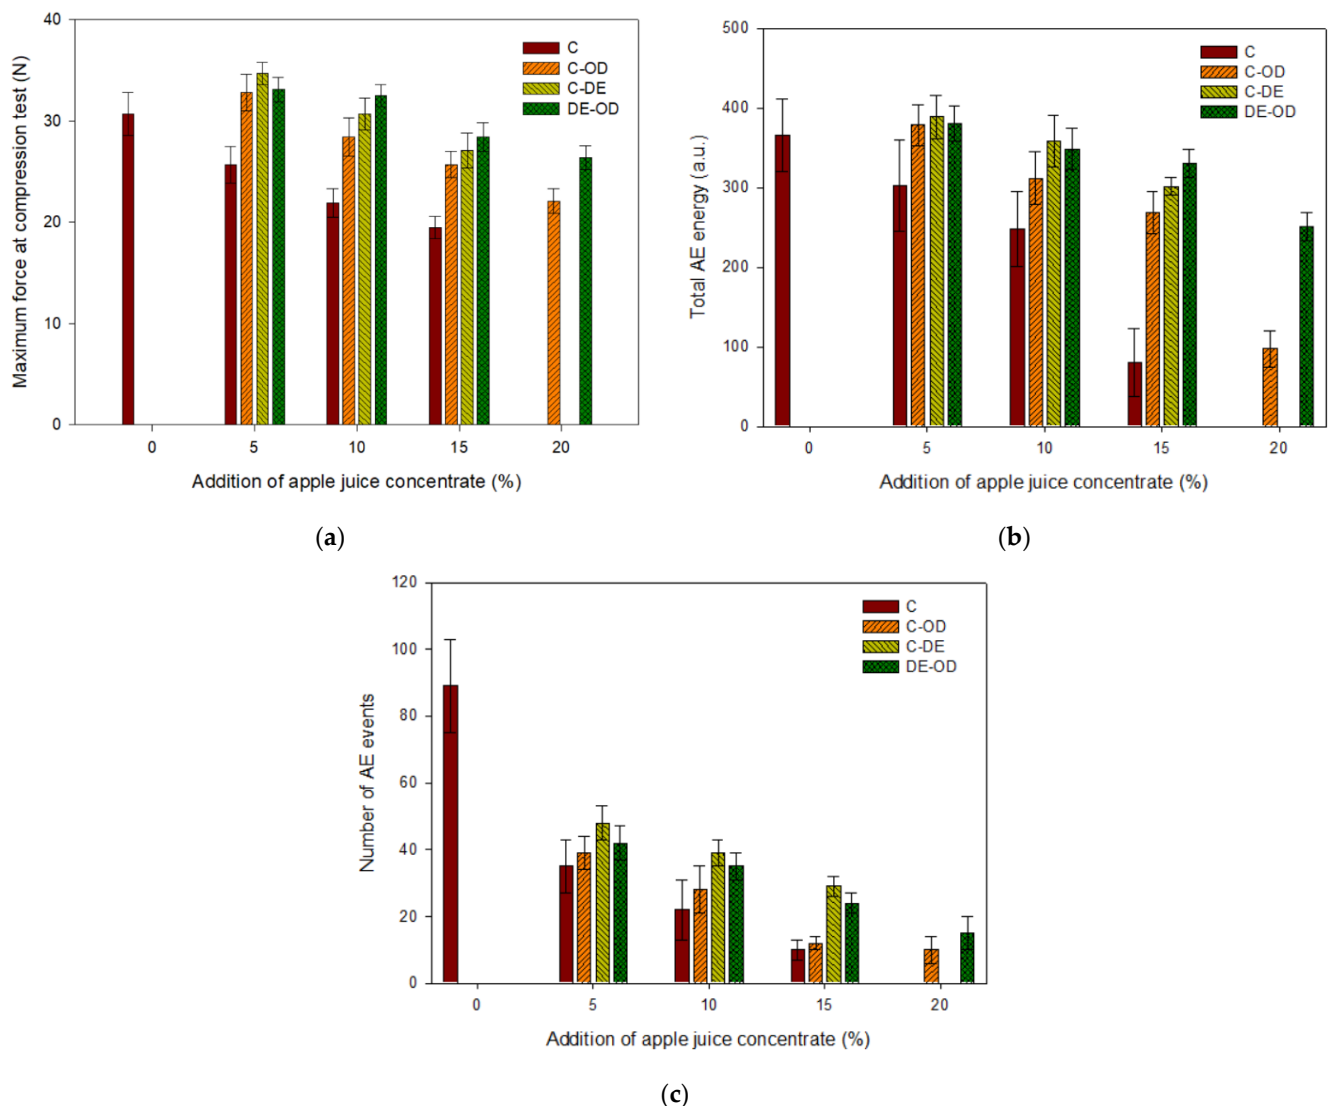 Maximum force at compression test (N)
40
30
20
10
0
C
C-OD
C-DE
DE-OD
0 5 10 15 20
Addition of apple juice concentrate (%)
(a)
Total AE energy (a.u.)
500
400
300
200
100
0
C
C-OD
C-DE
DE-OD
0 5 10 15 20
Addition of apple juice concentrate (%)
(b)
Number of AE events
120
100
80
60
40
20
0
C
C-OD
C-DE
DE-OD
0 5 10 15 20
Addition of apple juice concentrate (%)
(c)